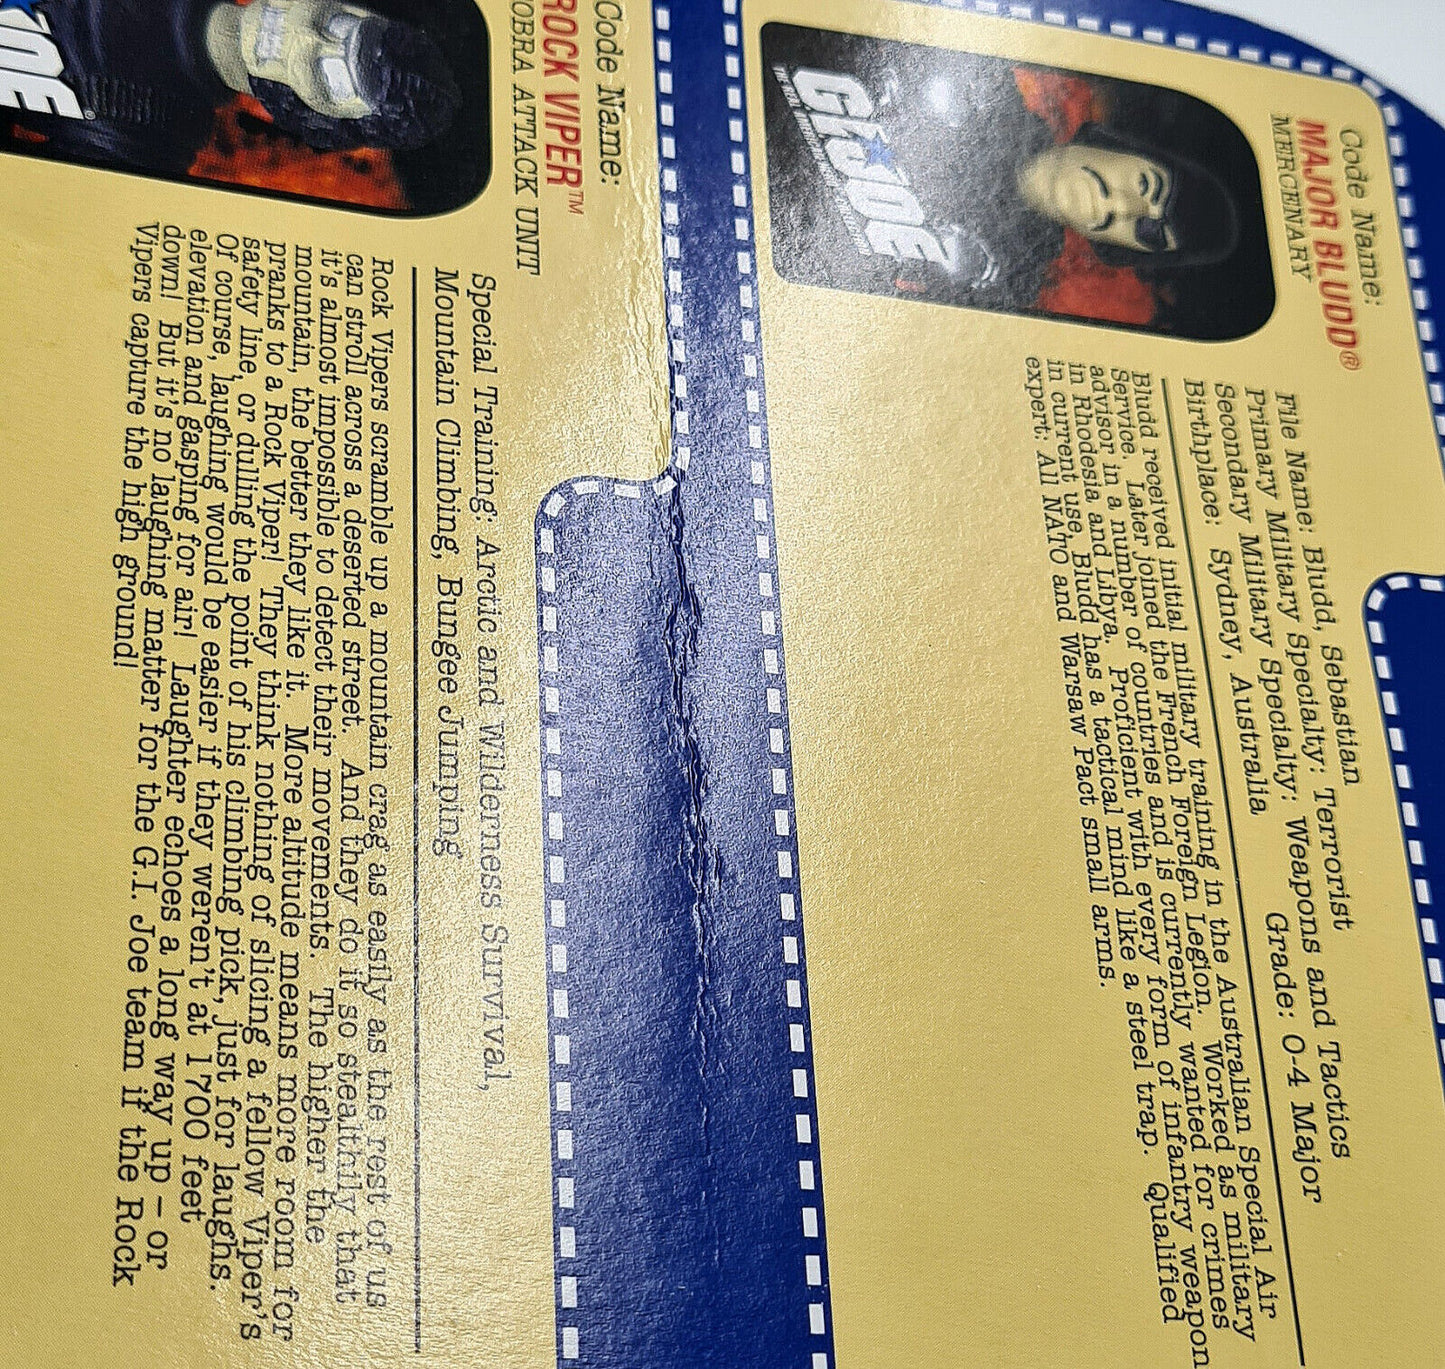 Code Name:
MAJOR BLUDD®
MERCENARY
G.I. JOE
File Name: Bludd, Sebastian
Primary Military Specialty: Terrorist
Secondary Military Specialty: Weapons and Tactics
Birthplace: Sydney, Australia Grade: O-4 Major
Bludd received initial military training in the Australian Special Air
Service. Later joined the French Foreign Legion. Worked as military
advisor in a number of countries and is currently wanted for crimes
in Rhodesia and Libya. Proficient with every form of infantry weapon
in current use, Bludd has a tactical mind like a steel trap. Qualified
expert: All NATO and Warsaw Pact small arms.
Code Name:
ROCK VIPER™
OBRA ATTACK UNIT
JOE®
Special Training: Arctic and Wilderness Survival,
Mountain Climbing, Bungee Jumping
Rock Vipers scramble up a mountain crag as easily as the rest of us
can stroll across a deserted street. And they do it so stealthily that
it's almost impossible to detect their movements. The higher the
mountain, the better they like it. More altitude means more room for
pranks to a Rock Viper! They think nothing of slicing a fellow Viper's
safety line, or dulling the point of his climbing pick, just for laughs.
Of course, laughing would be easier if they weren't at 1700 feet
elevation and gasping for air! Laughter echoes a long way up - or
down! But it's no laughing matter for the G.I. Joe team if the Rock
Vipers capture the high ground!